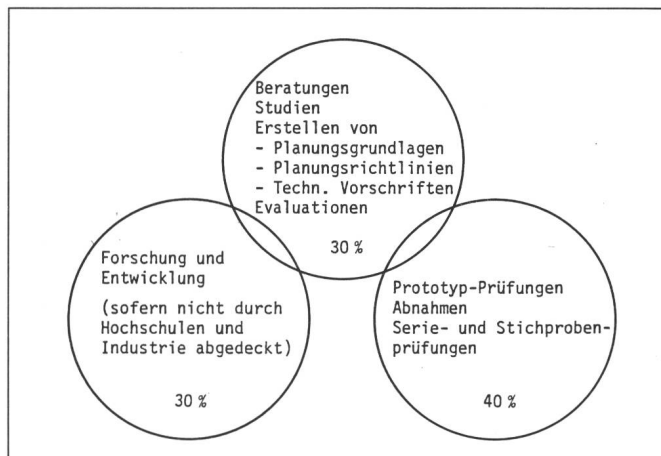 Beratungen
Studien
Erstellen von
- Planungsgrundlagen
- Planungsrichtlinien
- Techn. Vorschriften
Evaluationen
30 %
Forschung und
Entwicklung
(sofern nicht durch
Hochschulen und
Industrie abgedeckt)
30 %
Prototyp-Prüfungen
Abnahmen
Serie- und Stichproben-
prüfungen
40 %